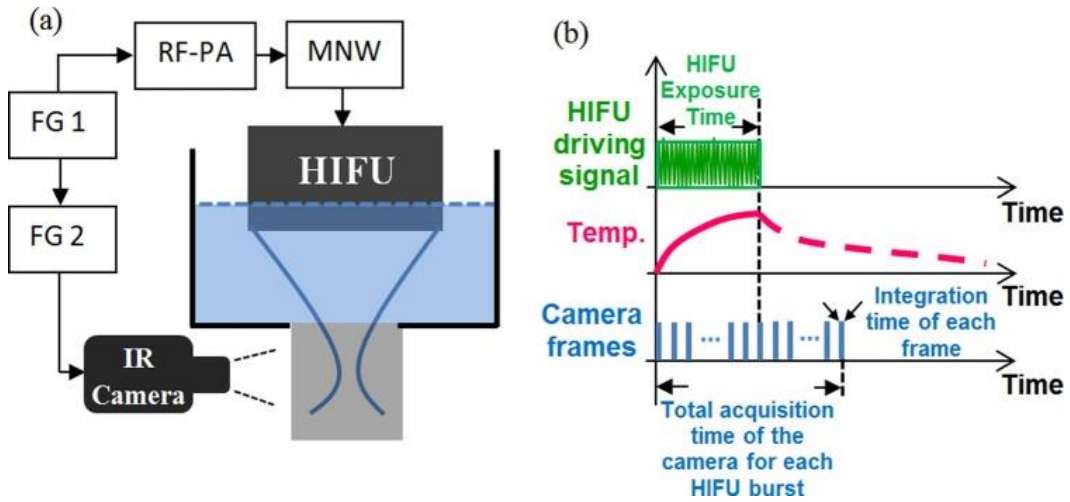 (a)
RF-PA
MNW
FG 1
HIFU
FG 2
IR
Camera
(b)
HIFU
Exposure
Time
HIFU
driving
signal
Time
Temp.
Time
Camera
frames
...
...
Integration
time of each
frame
Time
Total acquisition
time of the
camera for each
HIFU burst